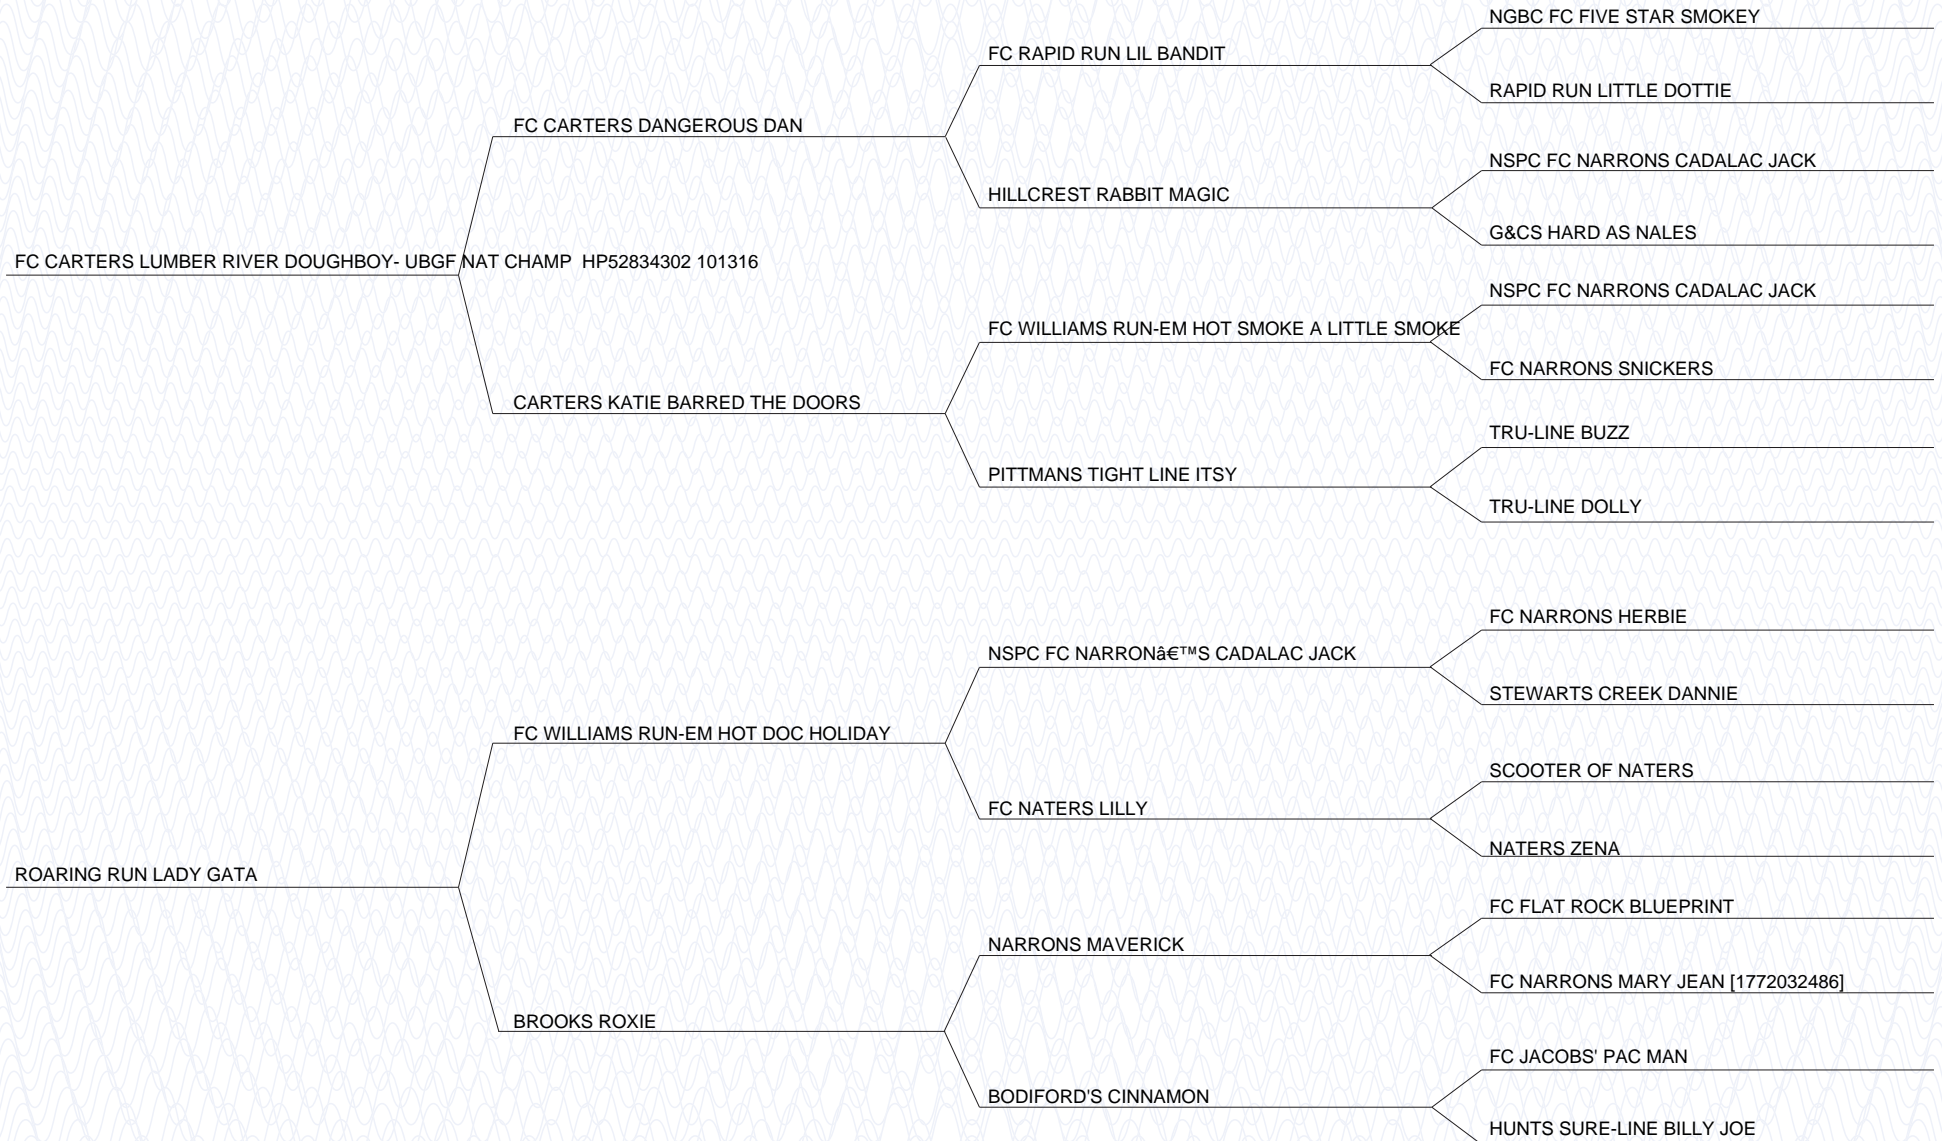 NGBC FC FIVE STAR SMOKEY
FC RAPID RUN LIL BANDIT
RAPID RUN LITTLE DOTTIE
FC CARTERS DANGEROUS DAN
NSPC FC NARRONS CADALAC JACK
HILLCREST RABBIT MAGIC
G&CS HARD AS NALES
FC CARTERS LUMBER RIVER DOUGHBOY- UBGF NAT CHAMP  HP52834302 101316
NSPC FC NARRONS CADALAC JACK
FC WILLIAMS RUN-EM HOT SMOKE A LITTLE SMOKE
FC NARRONS SNICKERS
CARTERS KATIE BARRED THE DOORS
TRU-LINE BUZZ
PITTMANS TIGHT LINE ITSY
TRU-LINE DOLLY
FC NARRONS HERBIE
NSPC FC NARRON’S CADALAC JACK
STEWARTS CREEK DANNIE
FC WILLIAMS RUN-EM HOT DOC HOLIDAY
SCOOTER OF NATERS
FC NATERS LILLY
NATERS ZENA
ROARING RUN LADY GATA
FC FLAT ROCK BLUEPRINT
NARRONS MAVERICK
FC NARRONS MARY JEAN [1772032486]
BROOKS ROXIE
FC JACOBS' PAC MAN
BODIFORD'S CINNAMON
HUNTS SURE-LINE BILLY JOE